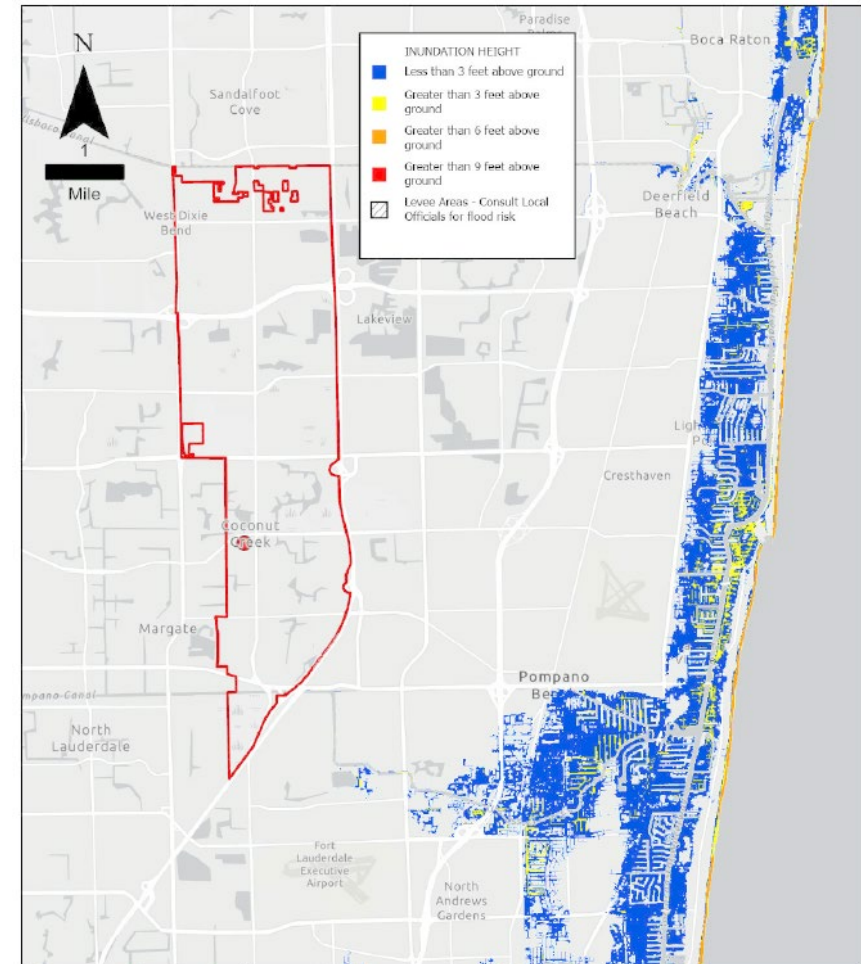 Paradise
Boca Raton
N
INUNDATION HEIGHT
Less than 3 feet above ground
Greater than 3 feet above
ground
Greater than 6 feet above
ground
Greater than 9 feet above
ground
Levee Areas - Consult Local
Officials for flood risk
Sandalfoot
Cove
1
Mile
West Dixie
Bend
Deerfield
Beach
Lakeview
Cresthaven
Coconut
Creek
Margate
Pompano
North
Lauderdale
Fort
Lauderdale
Executive
Airport
North
Andrews
Gardens